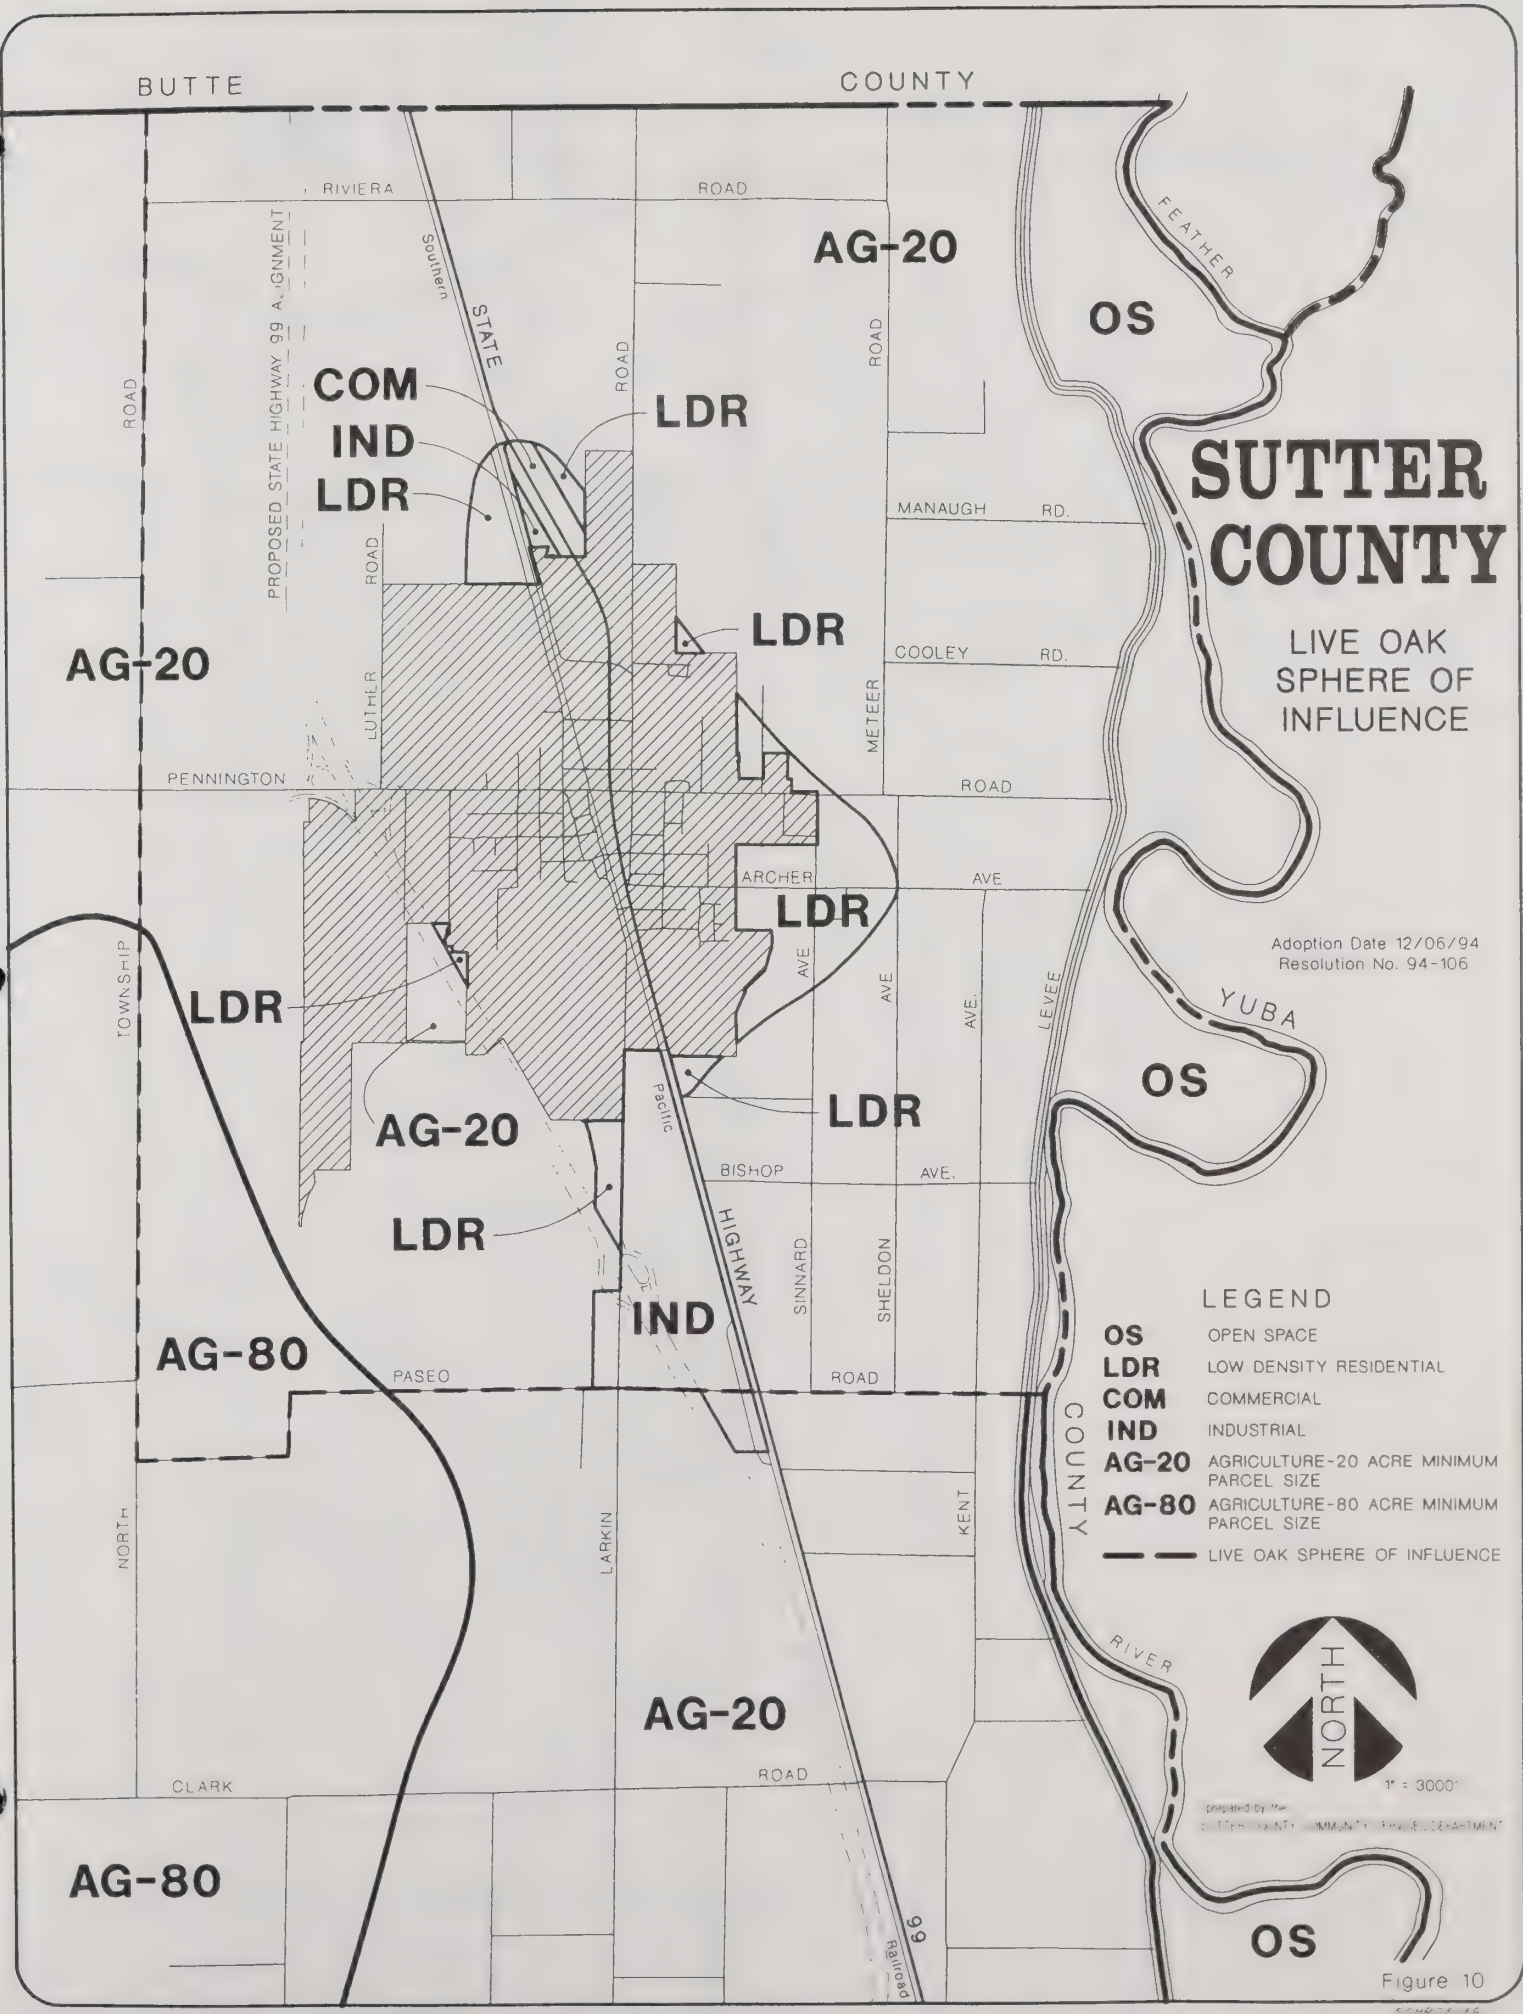 BUTTE COUNTY
RIVIERA ROAD
PROPOSED STATE HIGHWAY 99
Southern
STATE
AG-20
FEATHER
OS
ROAD
ROAD
ROAD
COM
IND
LDR
LDR
SUTTER
COUNTY
MANAUGH RD.
ROAD
LDR
LIVE OAK
SPHERE OF
INFLUENCE
COOLEY RD.
AG-20
LUTHER
METEER
PENNINGTON ROAD
ARCHER AVE
LDR
Adoption Date 12/06/94
Resolution No. 94-106
TOWNSHIP
AVE
AVE
AVE.
LEVEE
YUBA
LDR
OS
Pacific
LDR
AG-20
BISHOP AVE.
LDR
HIGHWAY
SINNARD
SHELDON
IND
AG-80
PASEO ROAD
LEGEND
OS OPEN SPACE
LDR LOW DENSITY RESIDENTIAL
COM COMMERCIAL
IND INDUSTRIAL
AG-20 AGRICULTURE-20 ACRE MINIMUM
PARCEL SIZE
AG-80 AGRICULTURE-80 ACRE MINIMUM
PARCEL SIZE
LIVE OAK SPHERE OF INFLUENCE
COUNTY
NORTH
LARKIN
KENT
RIVER
NORTH
AG-20
CLARK ROAD
1" = 3000'
prepared by the
DEPARTMENT
AG-80
OS
99
Railroad
Figure 10